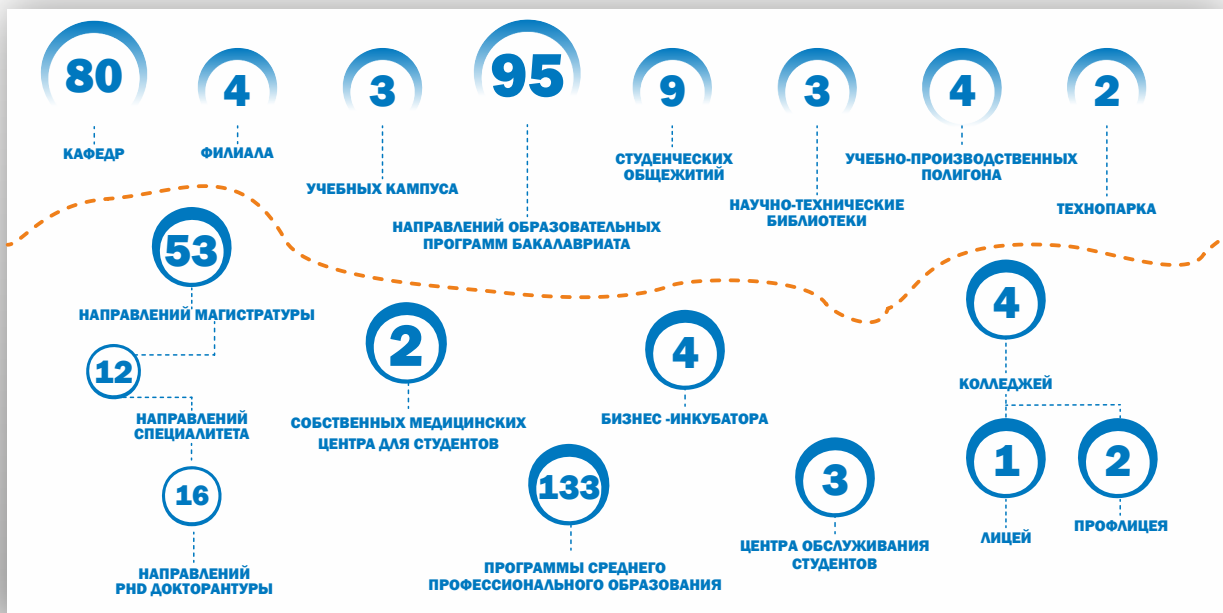 80
КАФЕДР
4
ФИЛИАЛА
3
УЧЕБНЫХ КАМПУСА
95
НАПРАВЛЕНИЙ ОБРАЗОВАТЕЛЬНЫХ
ПРОГРАММ БАКАЛАВРИАТА
9
СТУДЕНЧЕСКИХ
ОБЩЕЖИТИЙ
3
НАУЧНО-ТЕХНИЧЕСКИЕ
БИБЛИОТЕКИ
4
УЧЕБНО-ПРОИЗВОДСТВЕННЫХ
ПОЛИГОНА
2
ТЕХНОПАРКА
53
НАПРАВЛЕНИЙ МАГИСТРАТУРЫ
12
НАПРАВЛЕНИЙ
СПЕЦИАЛИТЕТА
16
НАПРАВЛЕНИЙ
PHD ДОКТОРАНТУРЫ
2
СОБСТВЕННЫХ МЕДИЦИНСКИХ
ЦЕНТРА ДЛЯ СТУДЕНТОВ
133
ПРОГРАММЫ СРЕДНЕГО
ПРОФЕССИОНАЛЬНОГО ОБРАЗОВАНИЯ
4
БИЗНЕС -ИНКУБАТОРА
3
ЦЕНТРА ОБСЛУЖИВАНИЯ
СТУДЕНТОВ
4
КОЛЛЕДЖЕЙ
1
ЛИЦЕЙ
2
ПРОФЛИЦЕЯ